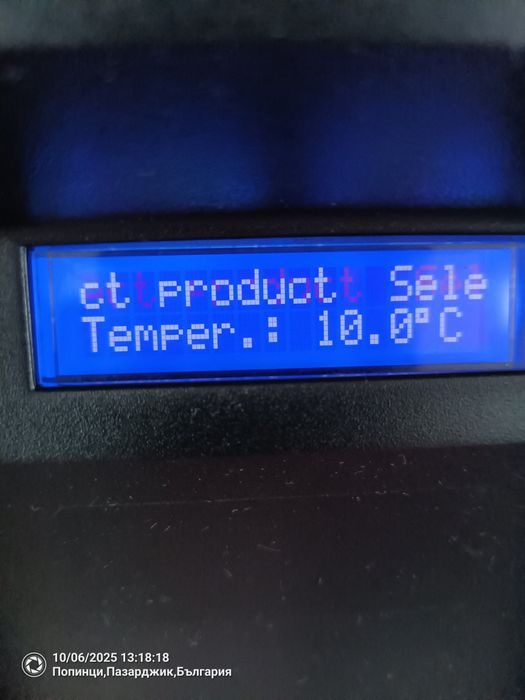 ct product Sele
Temper.: 10.0°C
10/06/2025 13:18:18
Попинци,Пазарджик,България